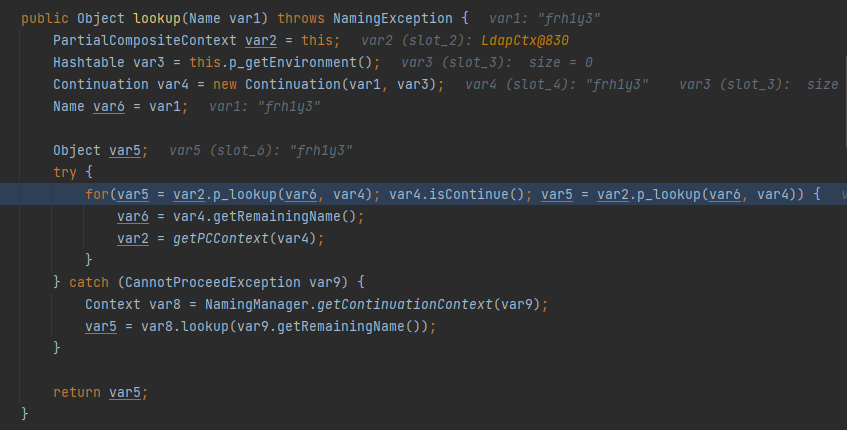 public Object lookup(Name var1) throws NamingException {  var1: "frh1y3"
    PartialCompositeContext var2 = this;  var2 (slot_2): LdapCtx@830
    Hashtable var3 = this.p_getEnvironment();  var3 (slot_3):  size = 0
    Continuation var4 = new Continuation(var1, var3);  var4 (slot_4): "frh1y3"    var3 (slot_3):  size
    Name var6 = var1;  var1: "frh1y3"
    Object var5;  var5 (slot_6): "frh1y3"
    try {
        for(var5 = var2.p_lookup(var6, var4); var4.isContinue(); var5 = var2.p_lookup(var6, var4)) {
            var6 = var4.getRemainingName();
            var2 = getPCContext(var4);
        }
    } catch (CannotProceedException var9) {
        Context var8 = NamingManager.getContinuationContext(var9);
        var5 = var8.lookup(var9.getRemainingName());
    }
    return var5;
}